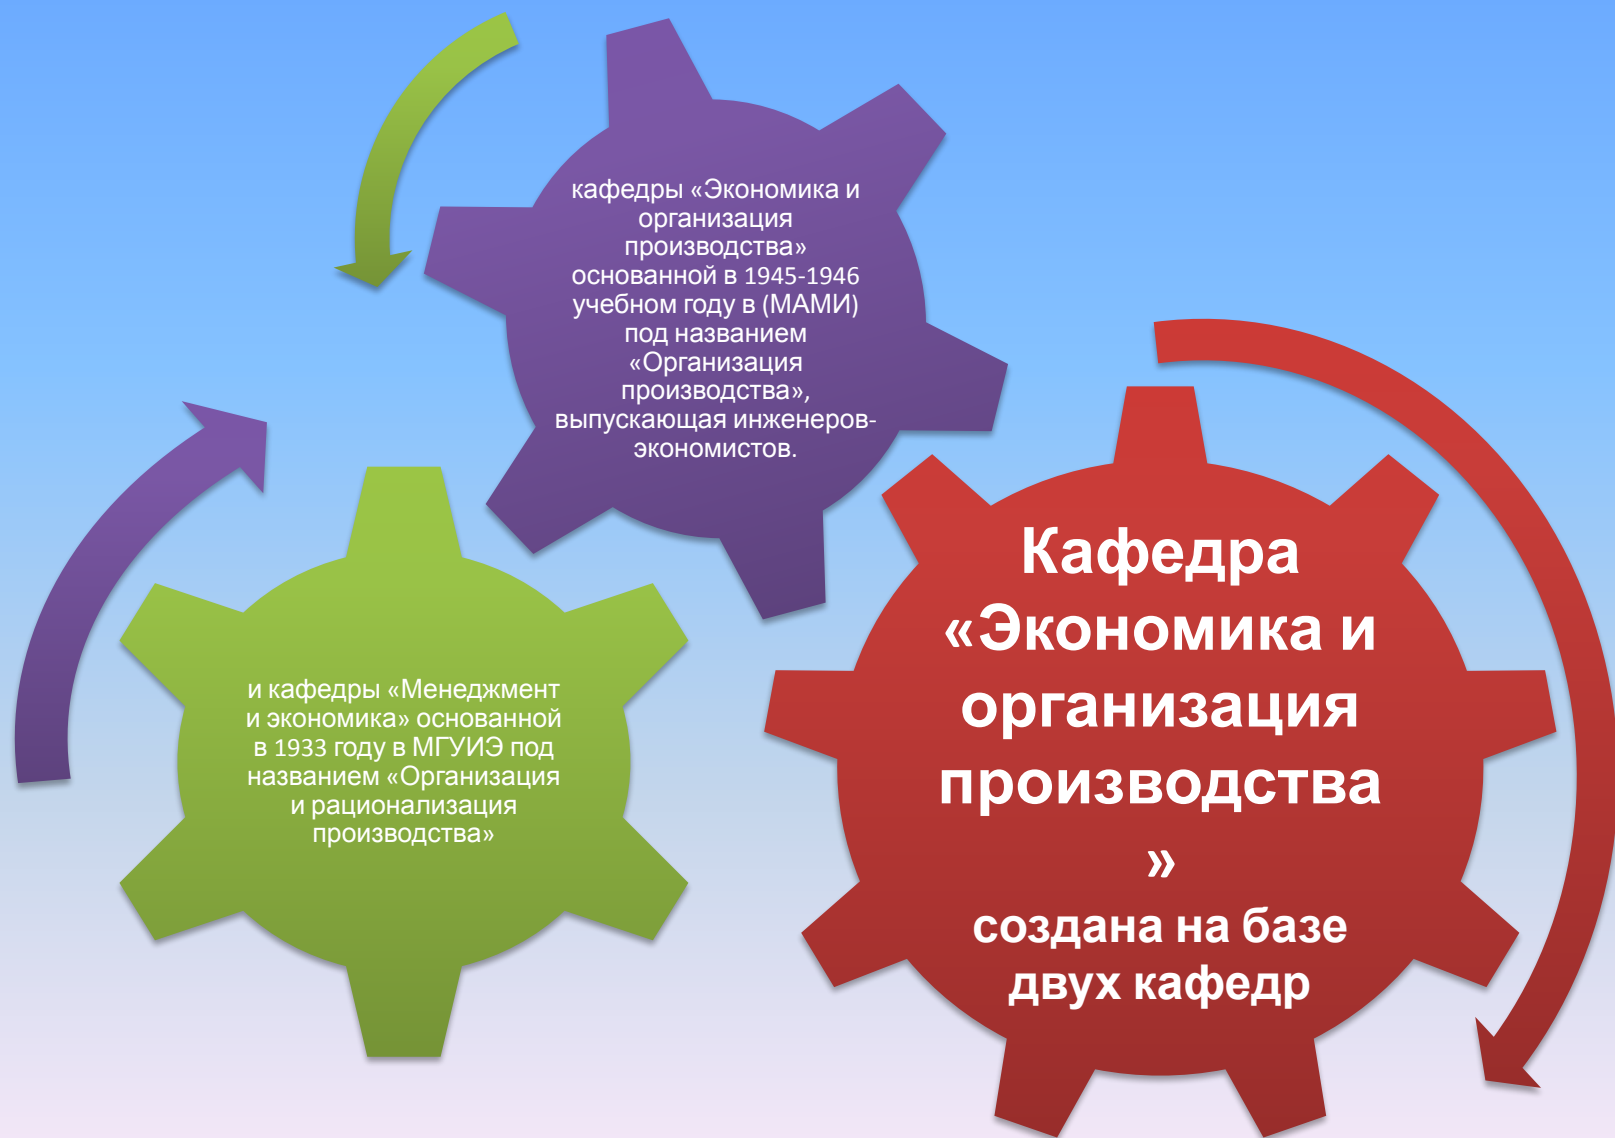 Кафедра
«Экономика и
организация
производства
»
создана на базе
двух кафедр
кафедры «Экономика и
организация
производства»
основанной в 1945-1946
учебном году в (МАМИ)
под названием
«Организация
производства»,
выпускающая инженеров-
экономистов.
и кафедры «Менеджмент
и экономика» основанной
в 1933 году в МГУИЭ под
названием «Организация
и рационализация
производства»